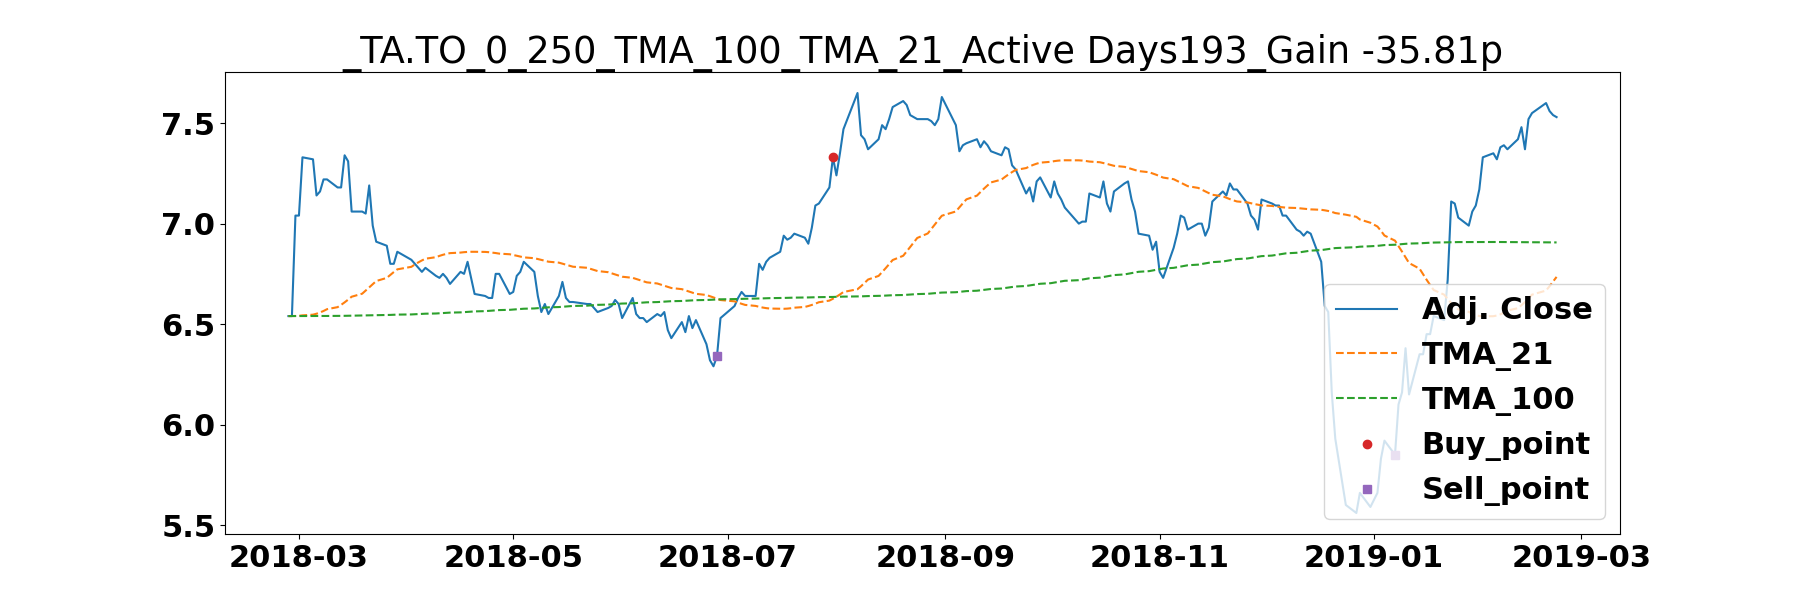 _TA.TO_0_250_TMA_100_TMA_21_Active Days193_Gain -35.81p
7.5
7.0
6.5
6.0
5.5
Adj. Close
TMA_21
TMA_100
Buy_point
Sell_point
2018-03 2018-05 2018-07 2018-09 2018-11 2019-01 2019-03